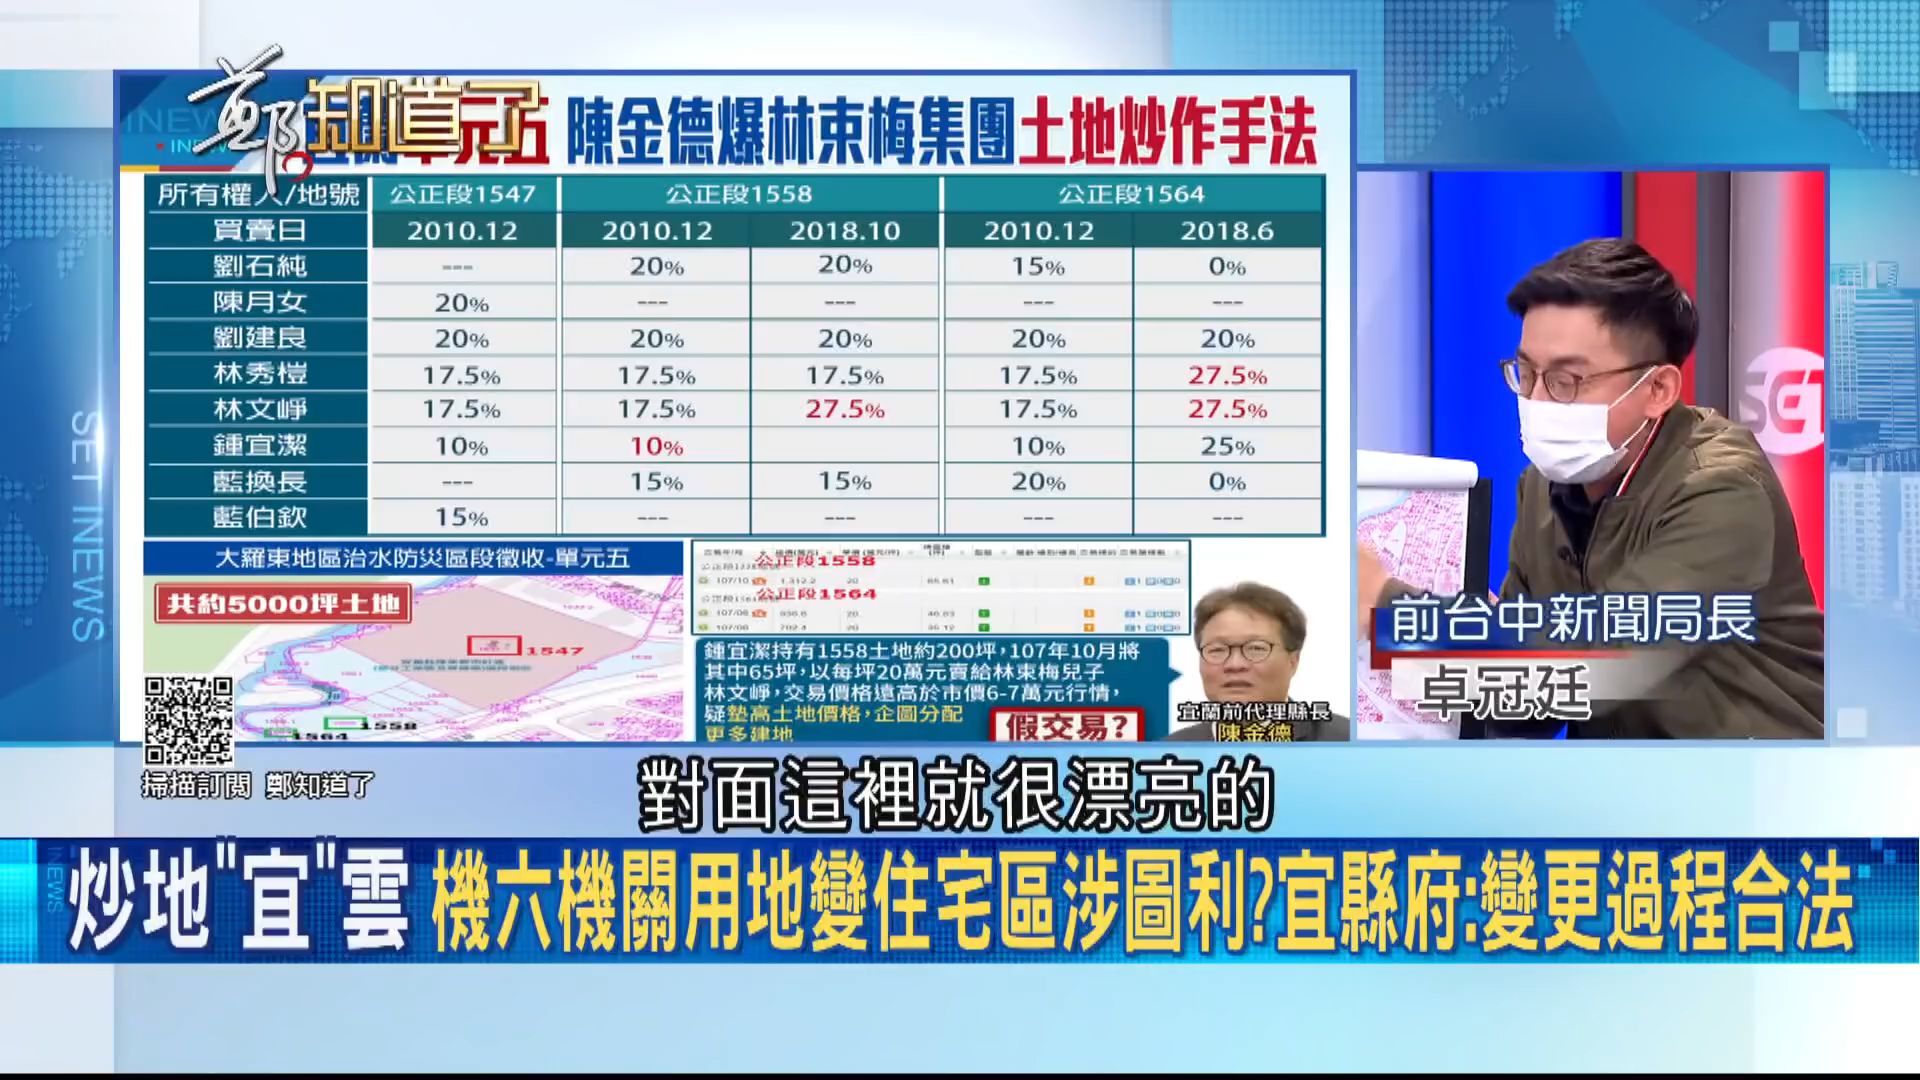 鄭知道了
元五 陳金德爆林束梅集團土地炒作手法
所有權人/地號 公正段1547 公正段1558 公正段1564
買賣日 2010.12 2010.12 2018.10 2010.12 2018.6
劉石純 --- 20% 20% 15% 0%
陳月女 20% --- --- --- ---
劉建良 20% 20% 20% 20% 20%
林秀榿 17.5% 17.5% 17.5% 17.5% 27.5%
林文崢 17.5% 17.5% 27.5% 17.5% 27.5%
鍾宜潔 10% 10% 10% 25%
藍換長 --- 15% 15% 20% 0%
藍伯欽 15% --- --- --- ---
大羅東地區治水防災區段徵收-單元五
共約5000坪土地
1547
1558
1564
公正段1558
107/10
公正段1564
107/06
107/06
鍾宜潔持有1558土地約200坪,107年10月將
其中65坪,以每坪20萬元賣給林束梅兒子
林文崢,交易價格遠高於市價6-7萬元行情,
疑墊高土地價格,企圖分配
更多建地
假交易?
宜蘭前代理縣長
陳金德
SET
前台中新聞局長
卓冠廷
SET iNEWS
掃描訂閱 鄭知道了
對面這裡就很漂亮的
炒地"宜"雲 機六機關用地變住宅區涉圖利?宜縣府:變更過程合法